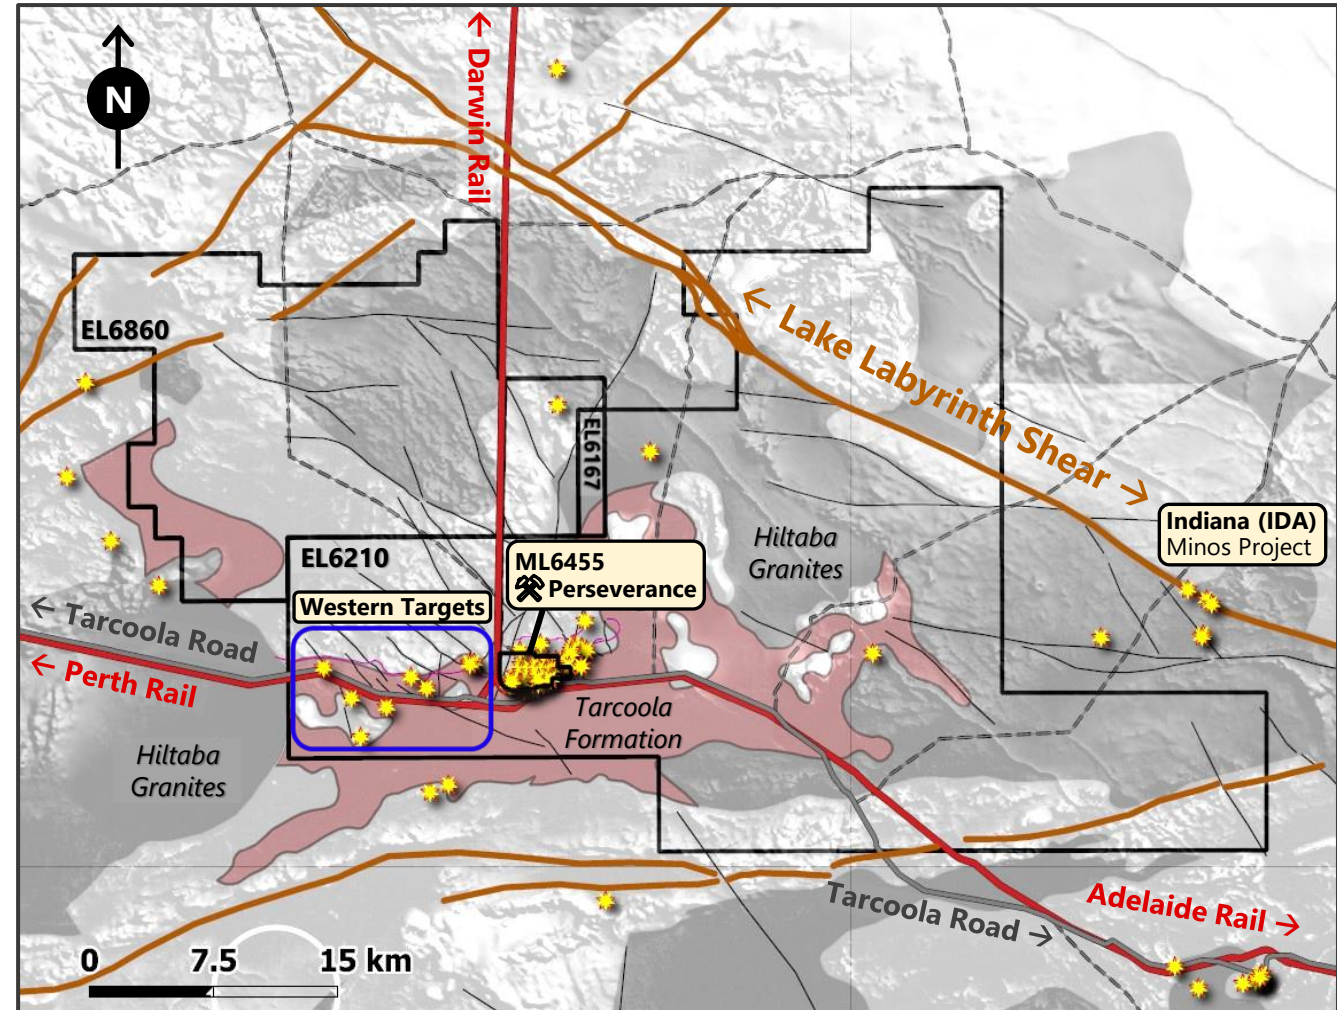 N
← Darwin Rail
EL6860
← Lake Labyrinth Shear →
EL6167
Indiana (IDA)
Minos Project
Hiltaba
Granites
EL6210
ML6455
Perseverance
Western Targets
← Tarcoola Road
← Perth Rail
Tarcoola
Formation
Hiltaba
Granites
Tarcoola Road →
Adelaide Rail →
0 7.5 15 km